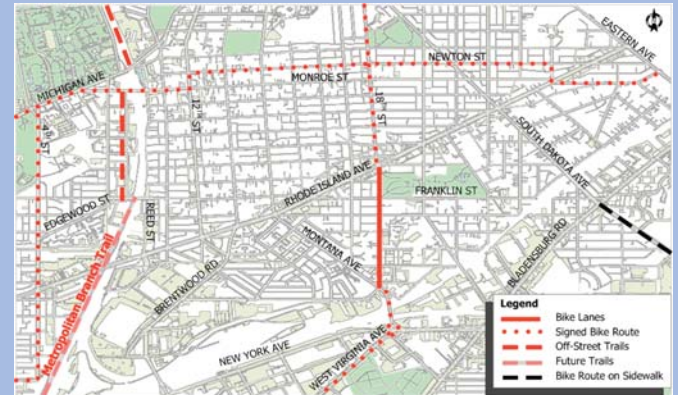 EASTERN AVE
NEWTON ST
MONROE ST
MICHIGAN AVE
12TH ST
18TH ST
4TH ST
SOUTH DAKOTA AVE
RHODE ISLAND AVE
FRANKLIN ST
EDGEWOOD ST
REED ST
MONTANA AVE
BLADENSBURG RD
BRENTWOOD RD
Metropolitan Branch Trail
NEW YORK AVE
WEST VIRGINIA AVE
Legend
Bike Lanes
Signed Bike Route
Off-Street Trails
Future Trails
Bike Route on Sidewalk